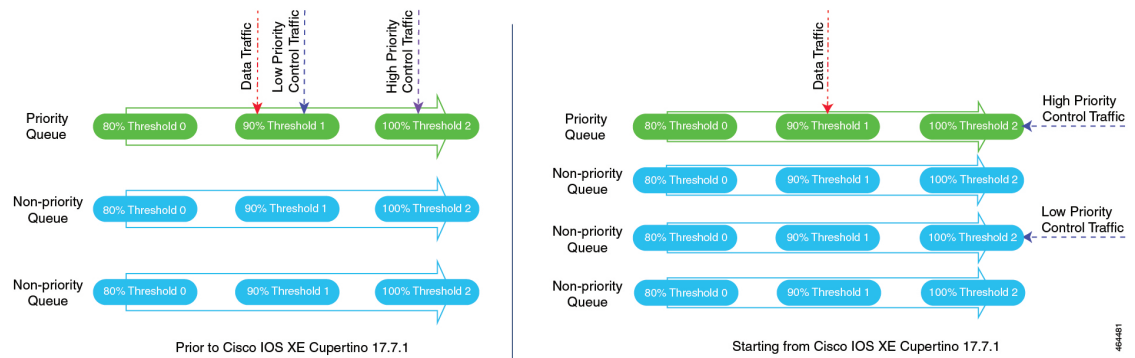 Data Traffic
Low Priority
Control Traffic
High Priority
Control Traffic
Priority
Queue
80% Threshold 0
90% Threshold 1
100% Threshold 2
Non-priority
Queue
80% Threshold 0
90% Threshold 1
100% Threshold 2
Non-priority
Queue
80% Threshold 0
90% Threshold 1
100% Threshold 2
Prior to Cisco IOS XE Cupertino 17.7.1
Data Traffic
High Priority
Control Traffic
Priority
Queue
80% Threshold 0
90% Threshold 1
100% Threshold 2
Non-priority
Queue
80% Threshold 0
90% Threshold 1
100% Threshold 2
Low Priority
Control Traffic
Non-priority
Queue
80% Threshold 0
90% Threshold 1
100% Threshold 2
Non-priority
Queue
80% Threshold 0
90% Threshold 1
100% Threshold 2
Starting from Cisco IOS XE Cupertino 17.7.1
464481